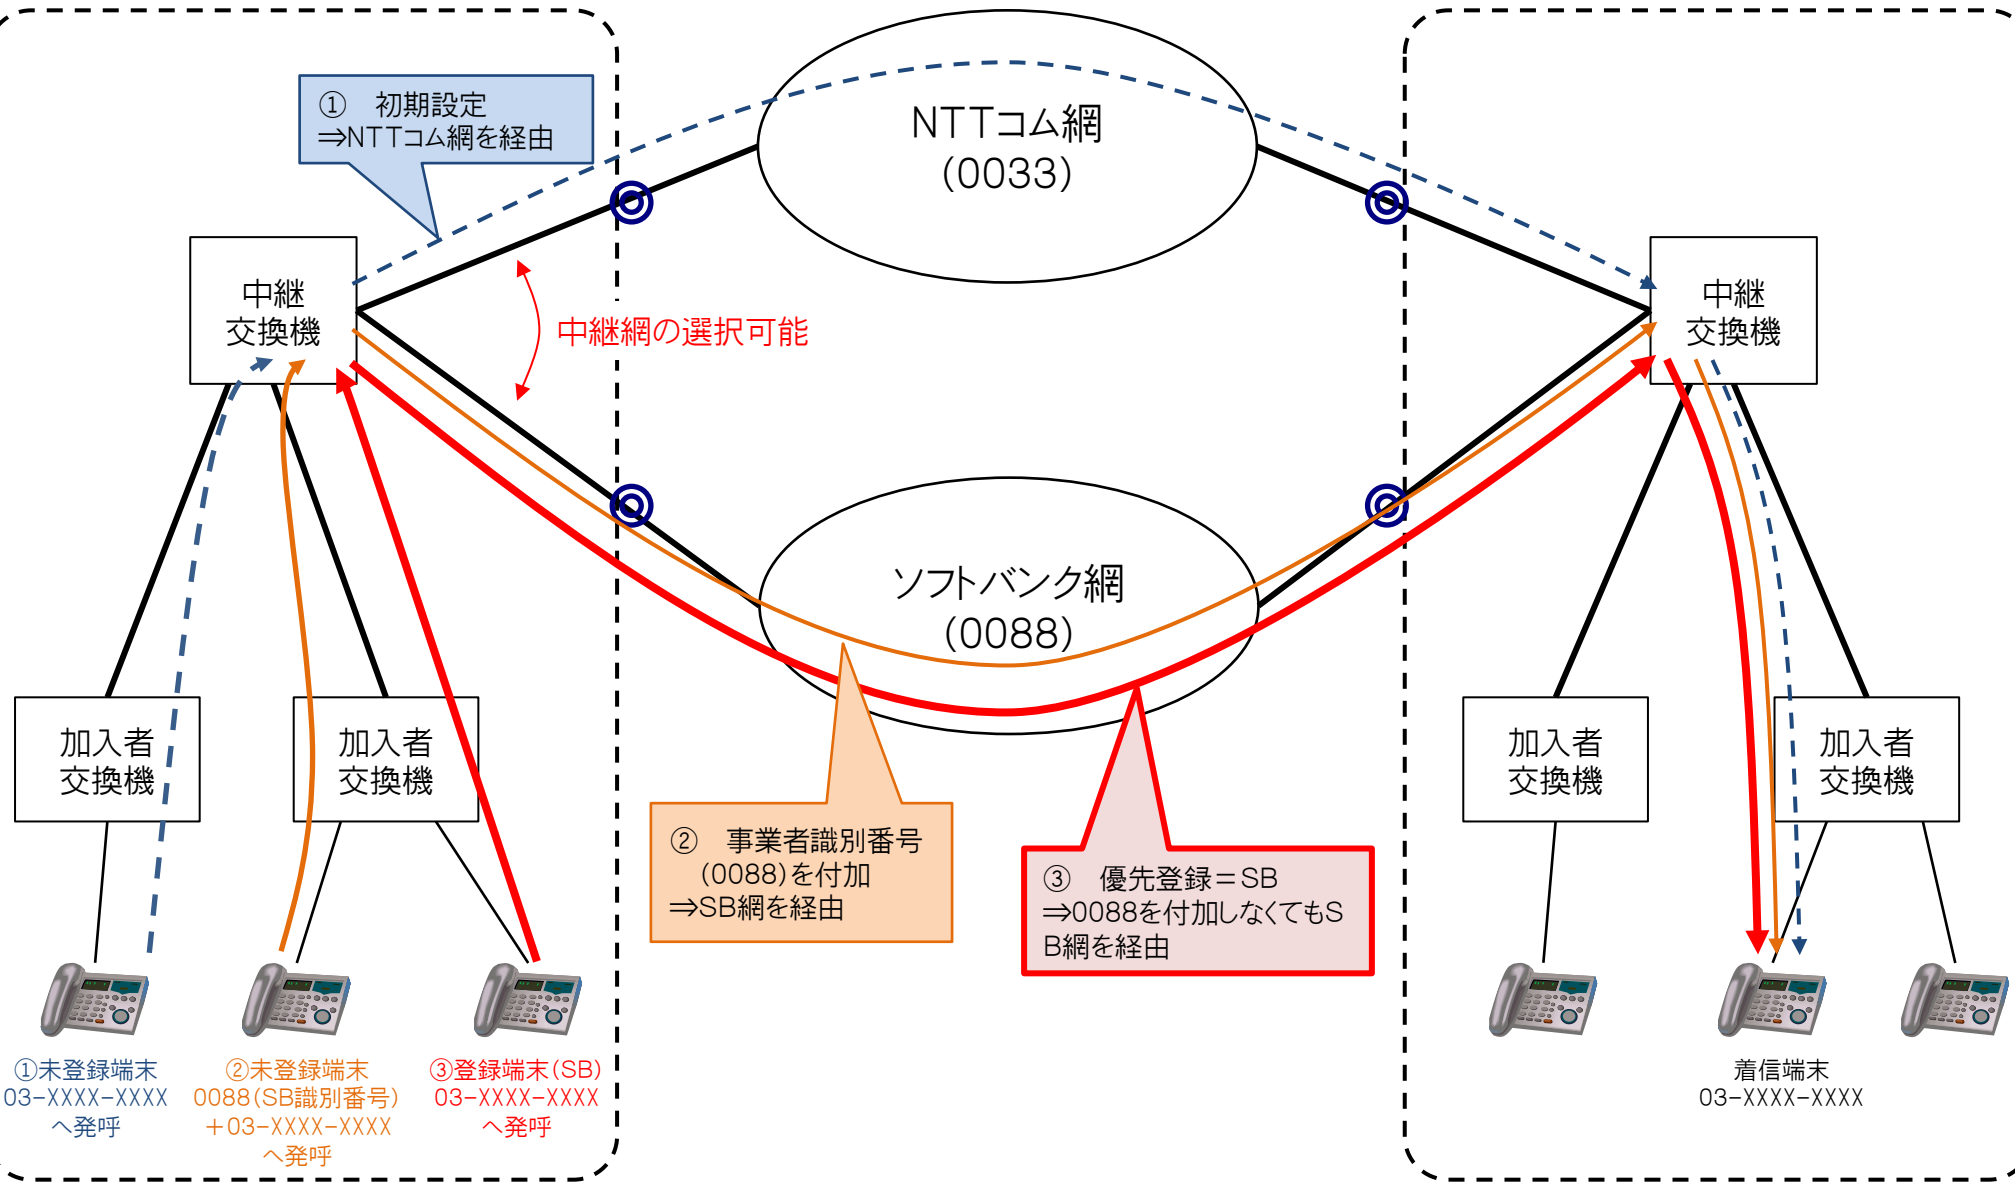 ① 初期設定
⇒NTTコム網を経由
NTTコム網
(0033)
中継
交換機
中継網の選択可能
中継
交換機
ソフトバンク網
(0088)
加入者
交換機
加入者
交換機
② 事業者識別番号
(0088)を付加
⇒SB網を経由
③ 優先登録＝SB
⇒0088を付加しなくてもS
B網を経由
加入者
交換機
加入者
交換機
①未登録端末
03-XXXX-XXXX
へ発呼
②未登録端末
0088(SB識別番号)
＋03-XXXX-XXXX
へ発呼
③登録端末(SB)
03-XXXX-XXXX
へ発呼
着信端末
03-XXXX-XXXX